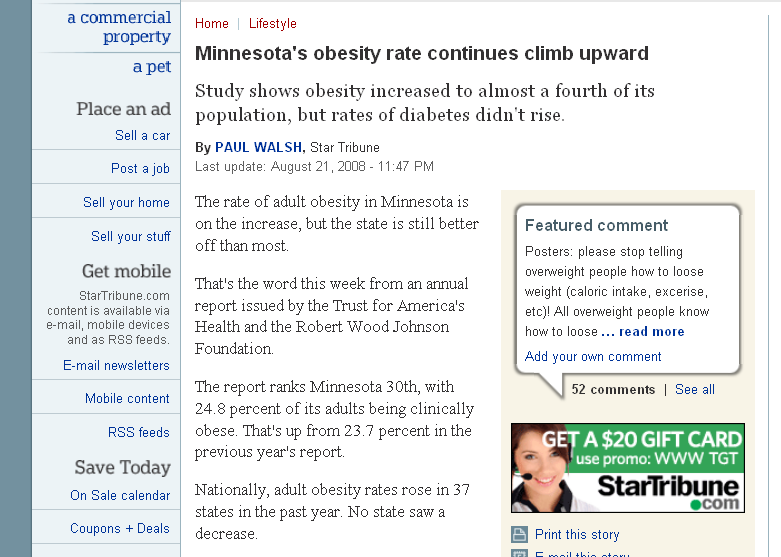 a commercial
property
a pet
Place an ad
Sell a car
Post a job
Sell your home
Sell your stuff
Get mobile
StarTribune.com
content is available via
e-mail, mobile devices
and as RSS feeds.
E-mail newsletters
Mobile content
RSS feeds
Save Today
On Sale calendar
Coupons + Deals
Home | Lifestyle
Minnesota's obesity rate continues climb upward
Study shows obesity increased to almost a fourth of its
population, but rates of diabetes didn't rise.
By PAUL WALSH, Star Tribune
Last update: August 21, 2008 - 11:47 PM
The rate of adult obesity in Minnesota is
on the increase, but the state is still better
off than most.
That's the word this week from an annual
report issued by the Trust for America's
Health and the Robert Wood Johnson
Foundation.
The report ranks Minnesota 30th, with
24.8 percent of its adults being clinically
obese. That's up from 23.7 percent in the
previous year's report.
Nationally, adult obesity rates rose in 37
states in the past year. No state saw a
decrease.
Featured comment
Posters: please stop telling
overweight people how to loose
weight (caloric intake, excerise,
etc)! All overweight people know
how to loose ... read more
Add your own comment
52 comments | See all
GET A $20 GIFT CARD
use promo: WWW TGT
StarTribune
.com
Print this story
E-mail this story